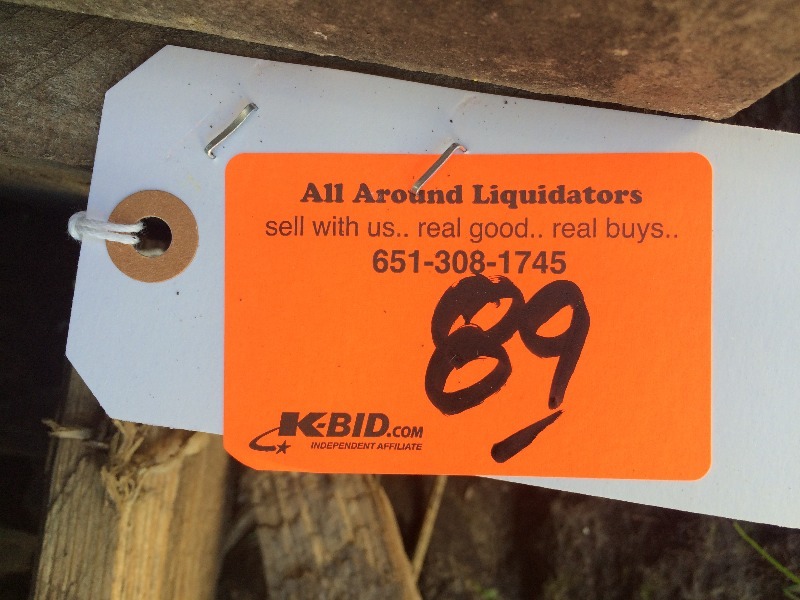 All Around Liquidators
sell with us.. real good.. real buys..
651-308-1745
89
K-BID.COM
INDEPENDENT AFFILIATE